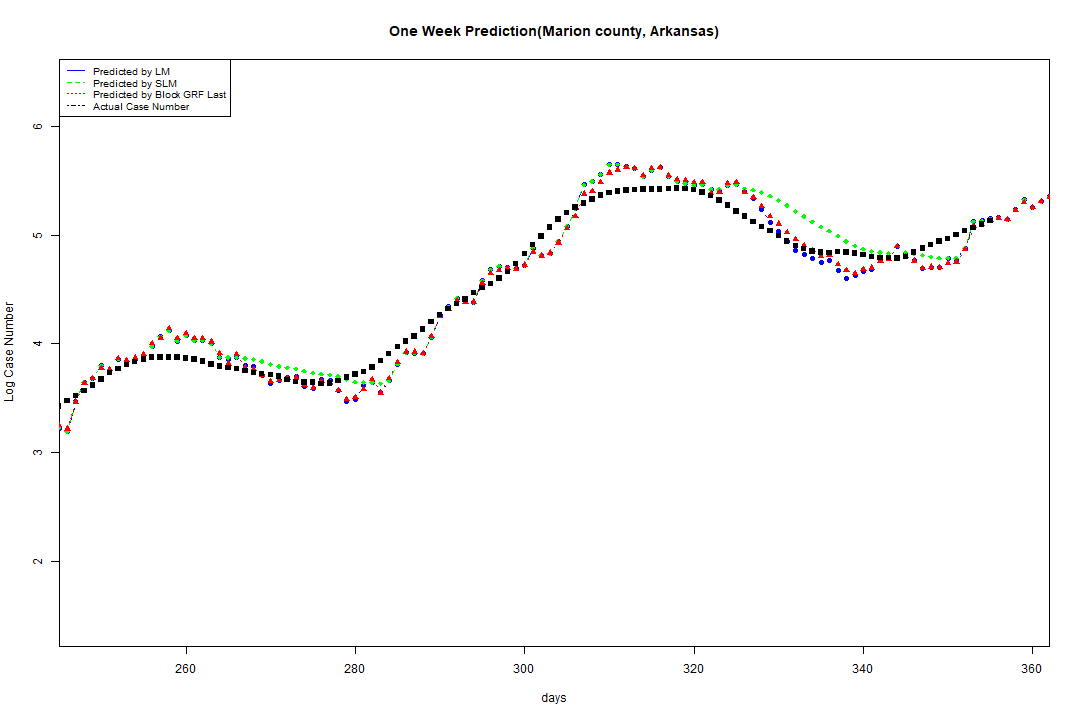 One Week Prediction(Marion county, Arkansas)
Predicted by LM
Predicted by SLM
Predicted by Block GRF Last
Actual Case Number
6
5
4
3
2
Log Case Number
260 280 300 320 340 360
days